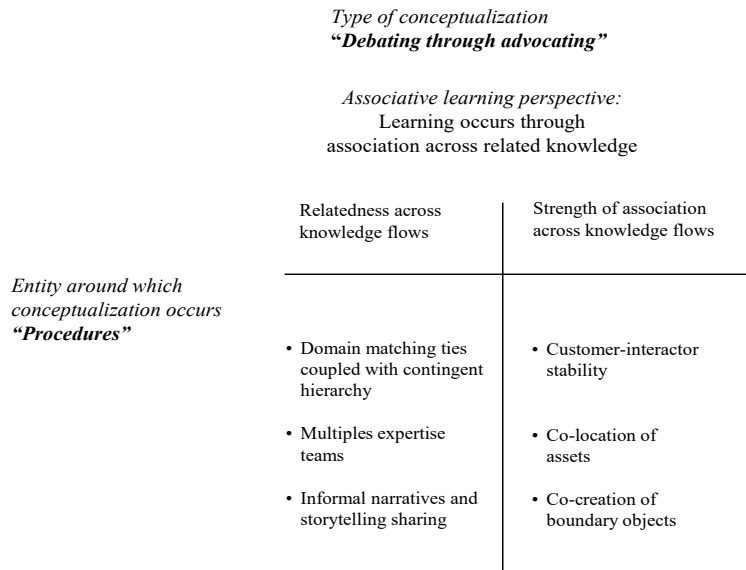 Type of conceptualization
“Debating through advocating”
Associative learning perspective:
Learning occurs through
association across related knowledge
Relatedness across
knowledge flows
Strength of association
across knowledge flows
Entity around which
conceptualization occurs
“Procedures”
• Domain matching ties
coupled with contingent
hierarchy
• Customer-interactor
stability
• Multiples expertise
teams
• Co-location of
assets
• Informal narratives and
storytelling sharing
• Co-creation of
boundary objects